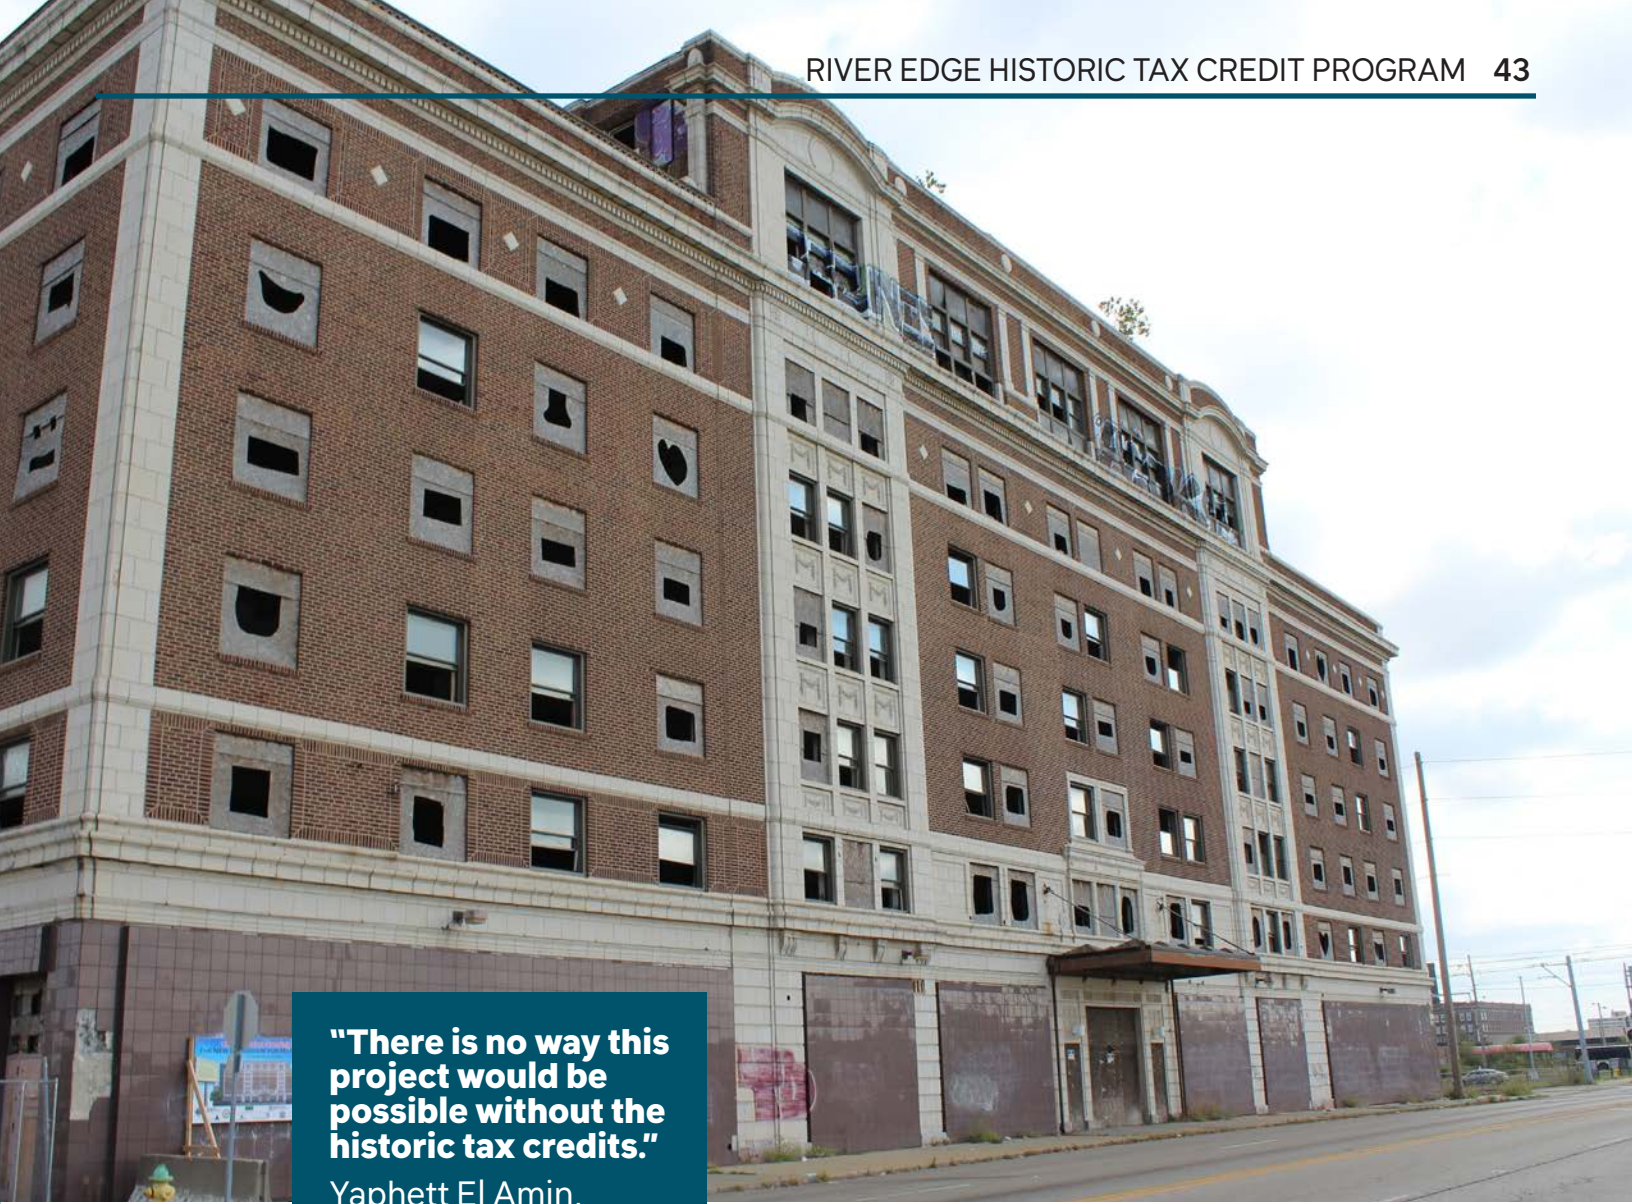 RIVER EDGE HISTORIC TAX CREDIT PROGRAM 43
“There is no way this
project would be
possible without the
historic tax credits.”
Yaphett El Amin,